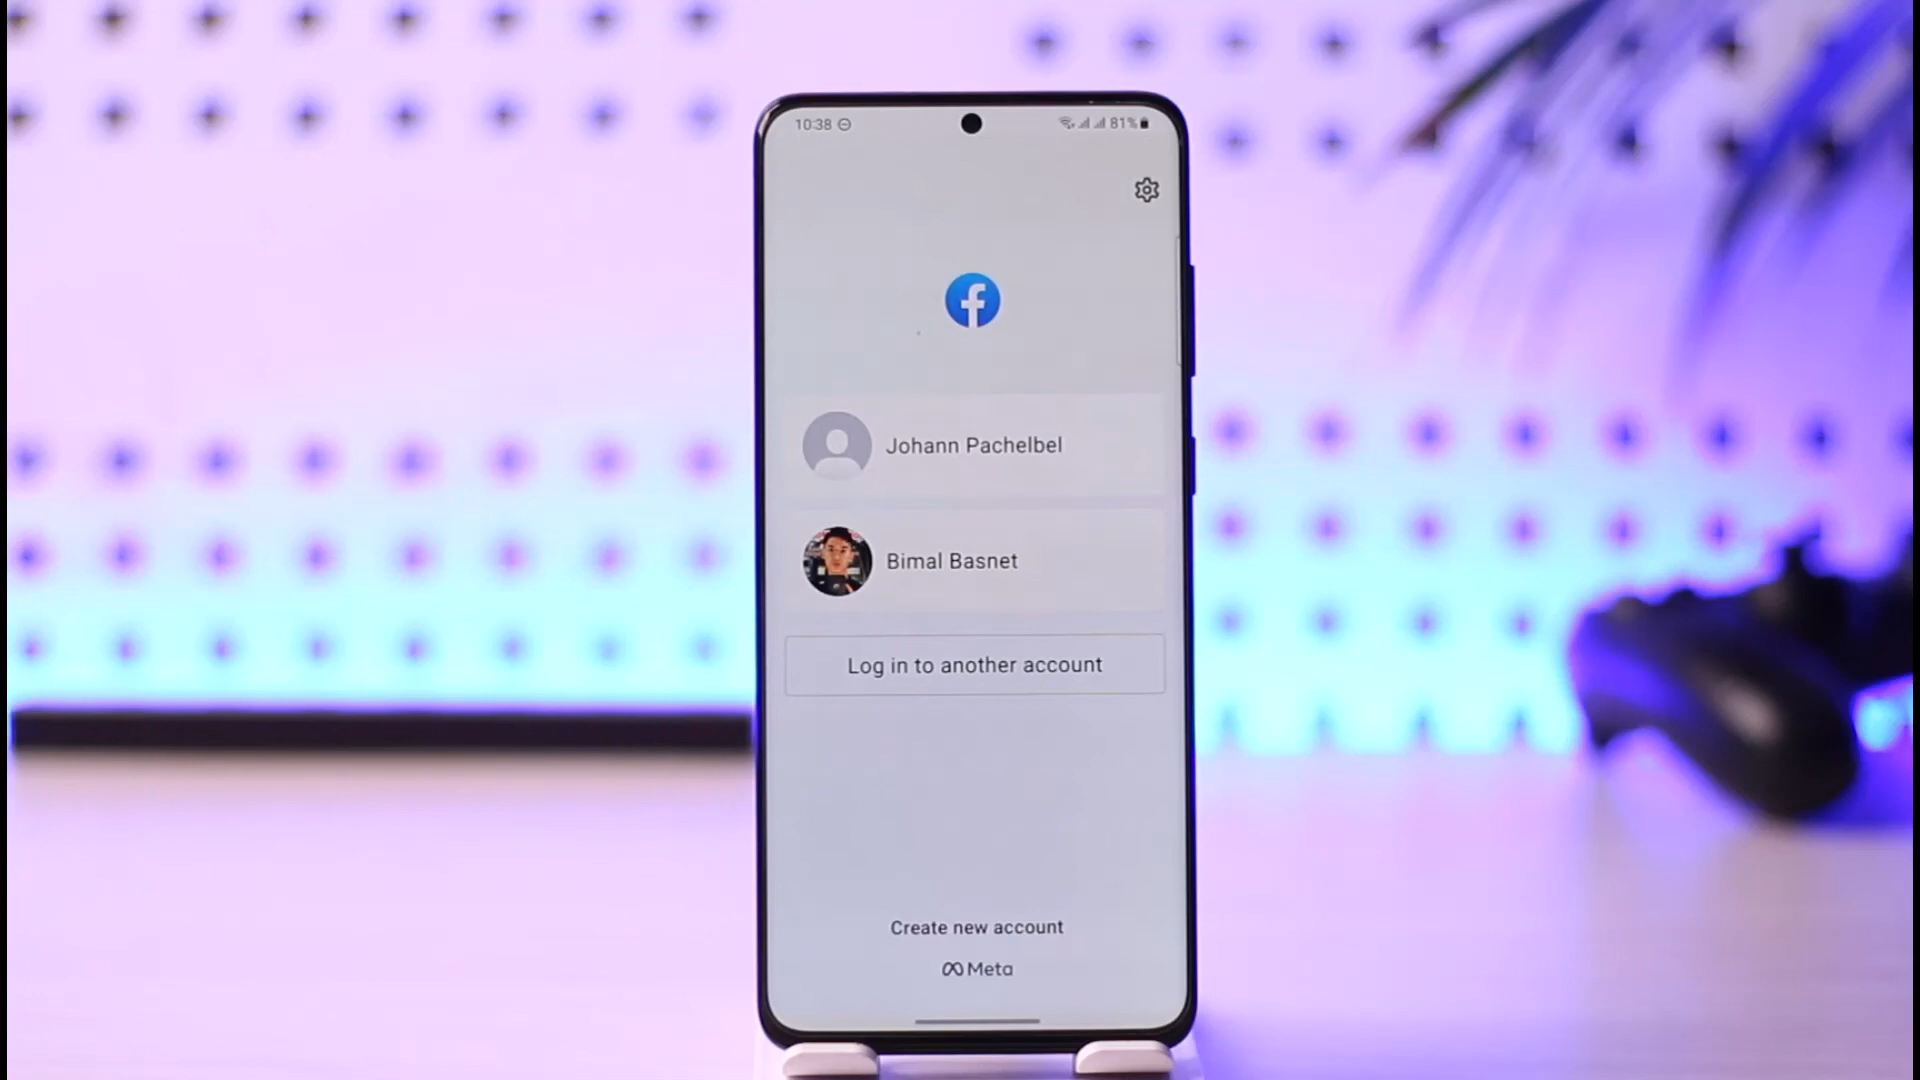 10:38 81%
Johann Pachelbel
Bimal Basnet
Log in to another account
Create new account
Meta